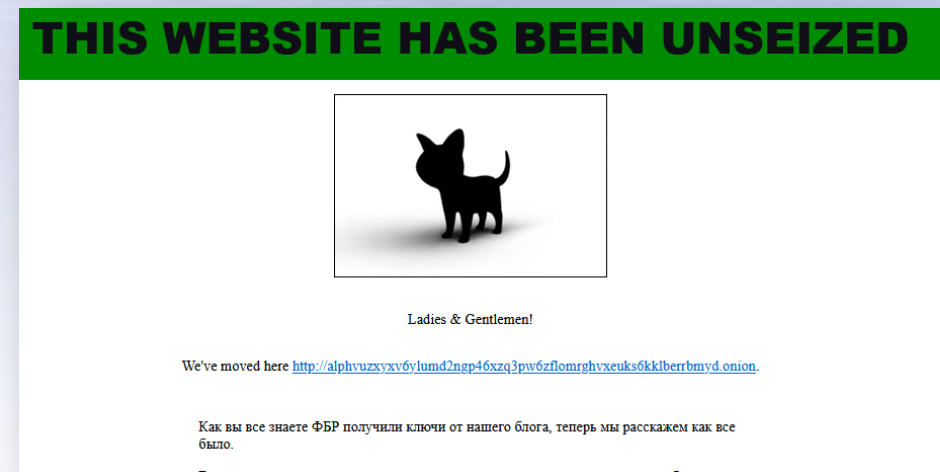 THIS WEBSITE HAS BEEN UNSEIZED
Ladies & Gentlemen!
We've moved here http://alphvuzxyxv6ylumd2ngp46xzq3pw6zflomrghvxeuks6kklberrbmyd.onion.
Как вы все знаете ФБР получили ключи от нашего блога, теперь мы расскажем как все
было.